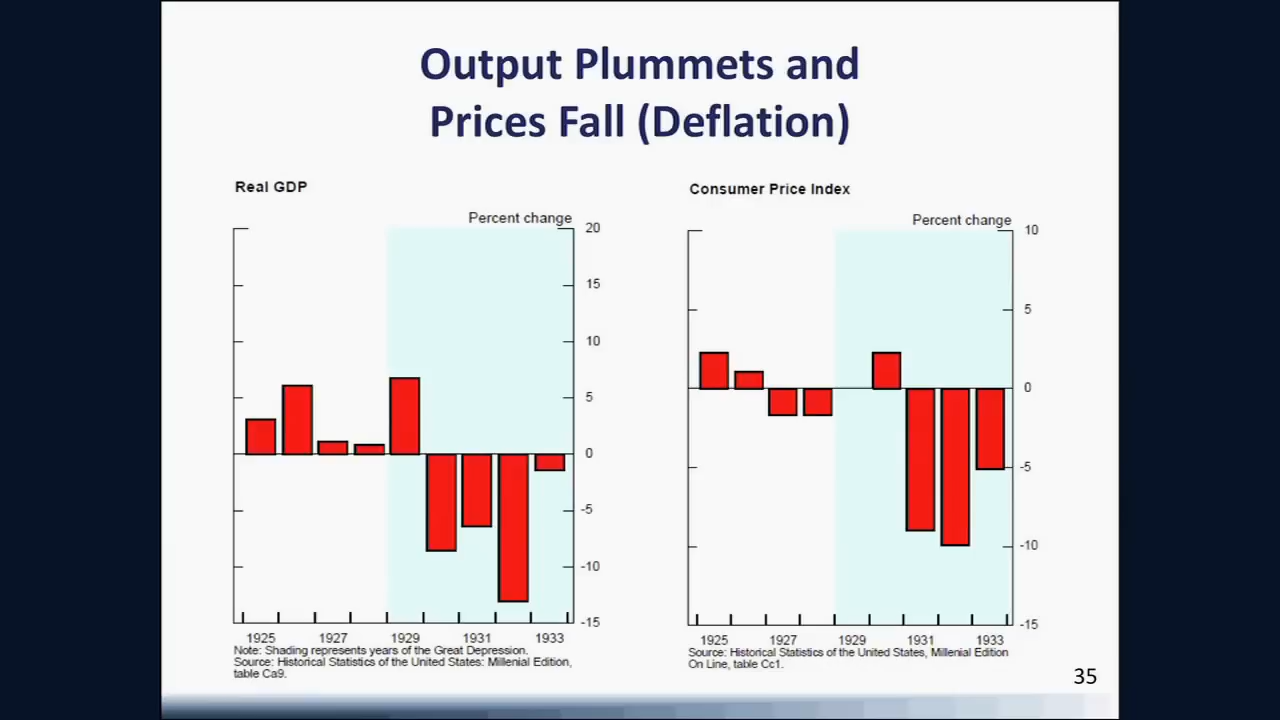 Output Plummets and
Prices Fall (Deflation)
Real GDP
Percent change
20
15
10
5
0
-5
-10
-15
1925 1927 1929 1931 1933
Note: Shading represents years of the Great Depression.
Source: Historical Statistics of the United States: Millenial Edition,
table Ca9.
Consumer Price Index
Percent change
10
5
0
-5
-10
-15
1925 1927 1929 1931 1933
Source: Historical Statistics of the United States, Millenial Edition
On Line, table Cc1.
35